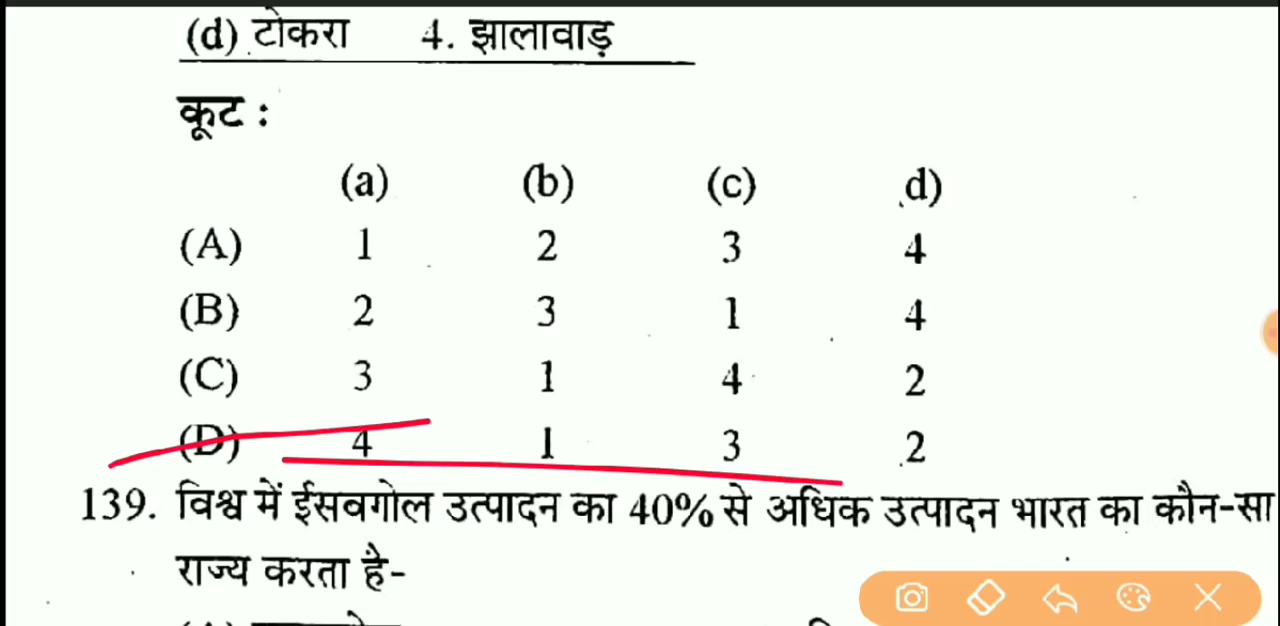 (d) टोकरा 4. झालावाड़
कूट :
(a) (b) (c) d)
(A) 1 2 3 4
(B) 2 3 1 4
(C) 3 1 4 2
(D) 4 1 3 2
139. विश्व में ईसवगोल उत्पादन का 40% से अधिक उत्पादन भारत का कौन-सा
राज्य करता है-